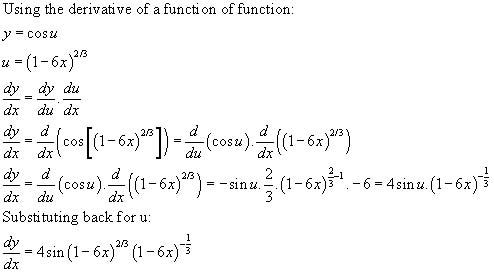 Using the derivative of a function of function:
y = cos u
u = (1−6x)^{2/3}
dy/dx = dy/du . du/dx
dy/dx = d/dx (cos[(1−6x)^{2/3}]) = d/du (cos u). d/dx ((1−6x)^{2/3})
dy/dx = d/du (cos u). d/dx ((1−6x)^{2/3}) = −sin u. 2/3 .(1−6x)^{2/3 −1}. −6 = 4 sin u.(1−6x)^{−1/3}
Substituting back for u:
dy/dx = 4 sin (1−6x)^{2/3} (1−6x)^{−1/3}